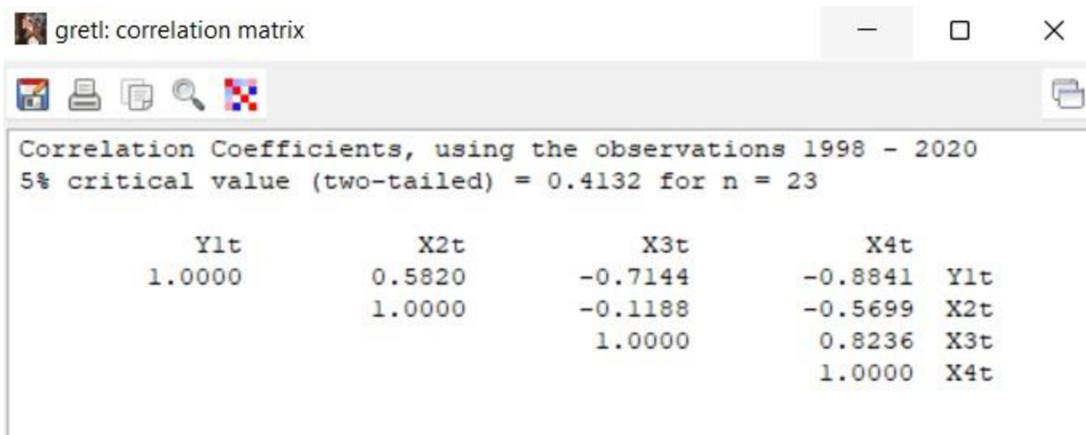 gretl: correlation matrix
Correlation Coefficients, using the observations 1998 - 2020
5% critical value (two-tailed) = 0.4132 for n = 23
Y1t X2t X3t X4t
1.0000 0.5820 -0.7144 -0.8841 Y1t
1.0000 -0.1188 -0.5699 X2t
1.0000 0.8236 X3t
1.0000 X4t